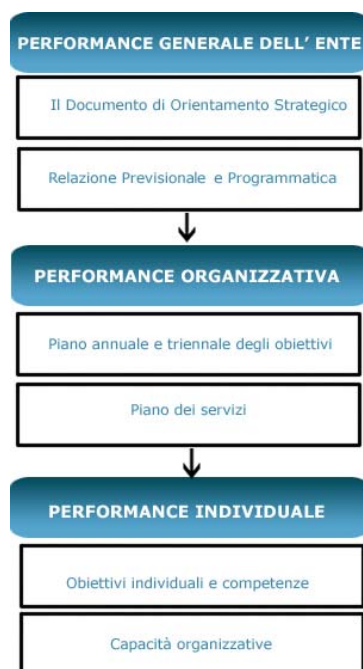 PERFORMANCE GENERALE DELL' ENTE
Il Documento di Orientamento Strategico
Relazione Previsionale e Programmatica
PERFORMANCE ORGANIZZATIVA
Piano annuale e triennale degli obiettivi
Piano dei servizi
PERFORMANCE INDIVIDUALE
Obiettivi individuali e competenze
Capacità organizzative